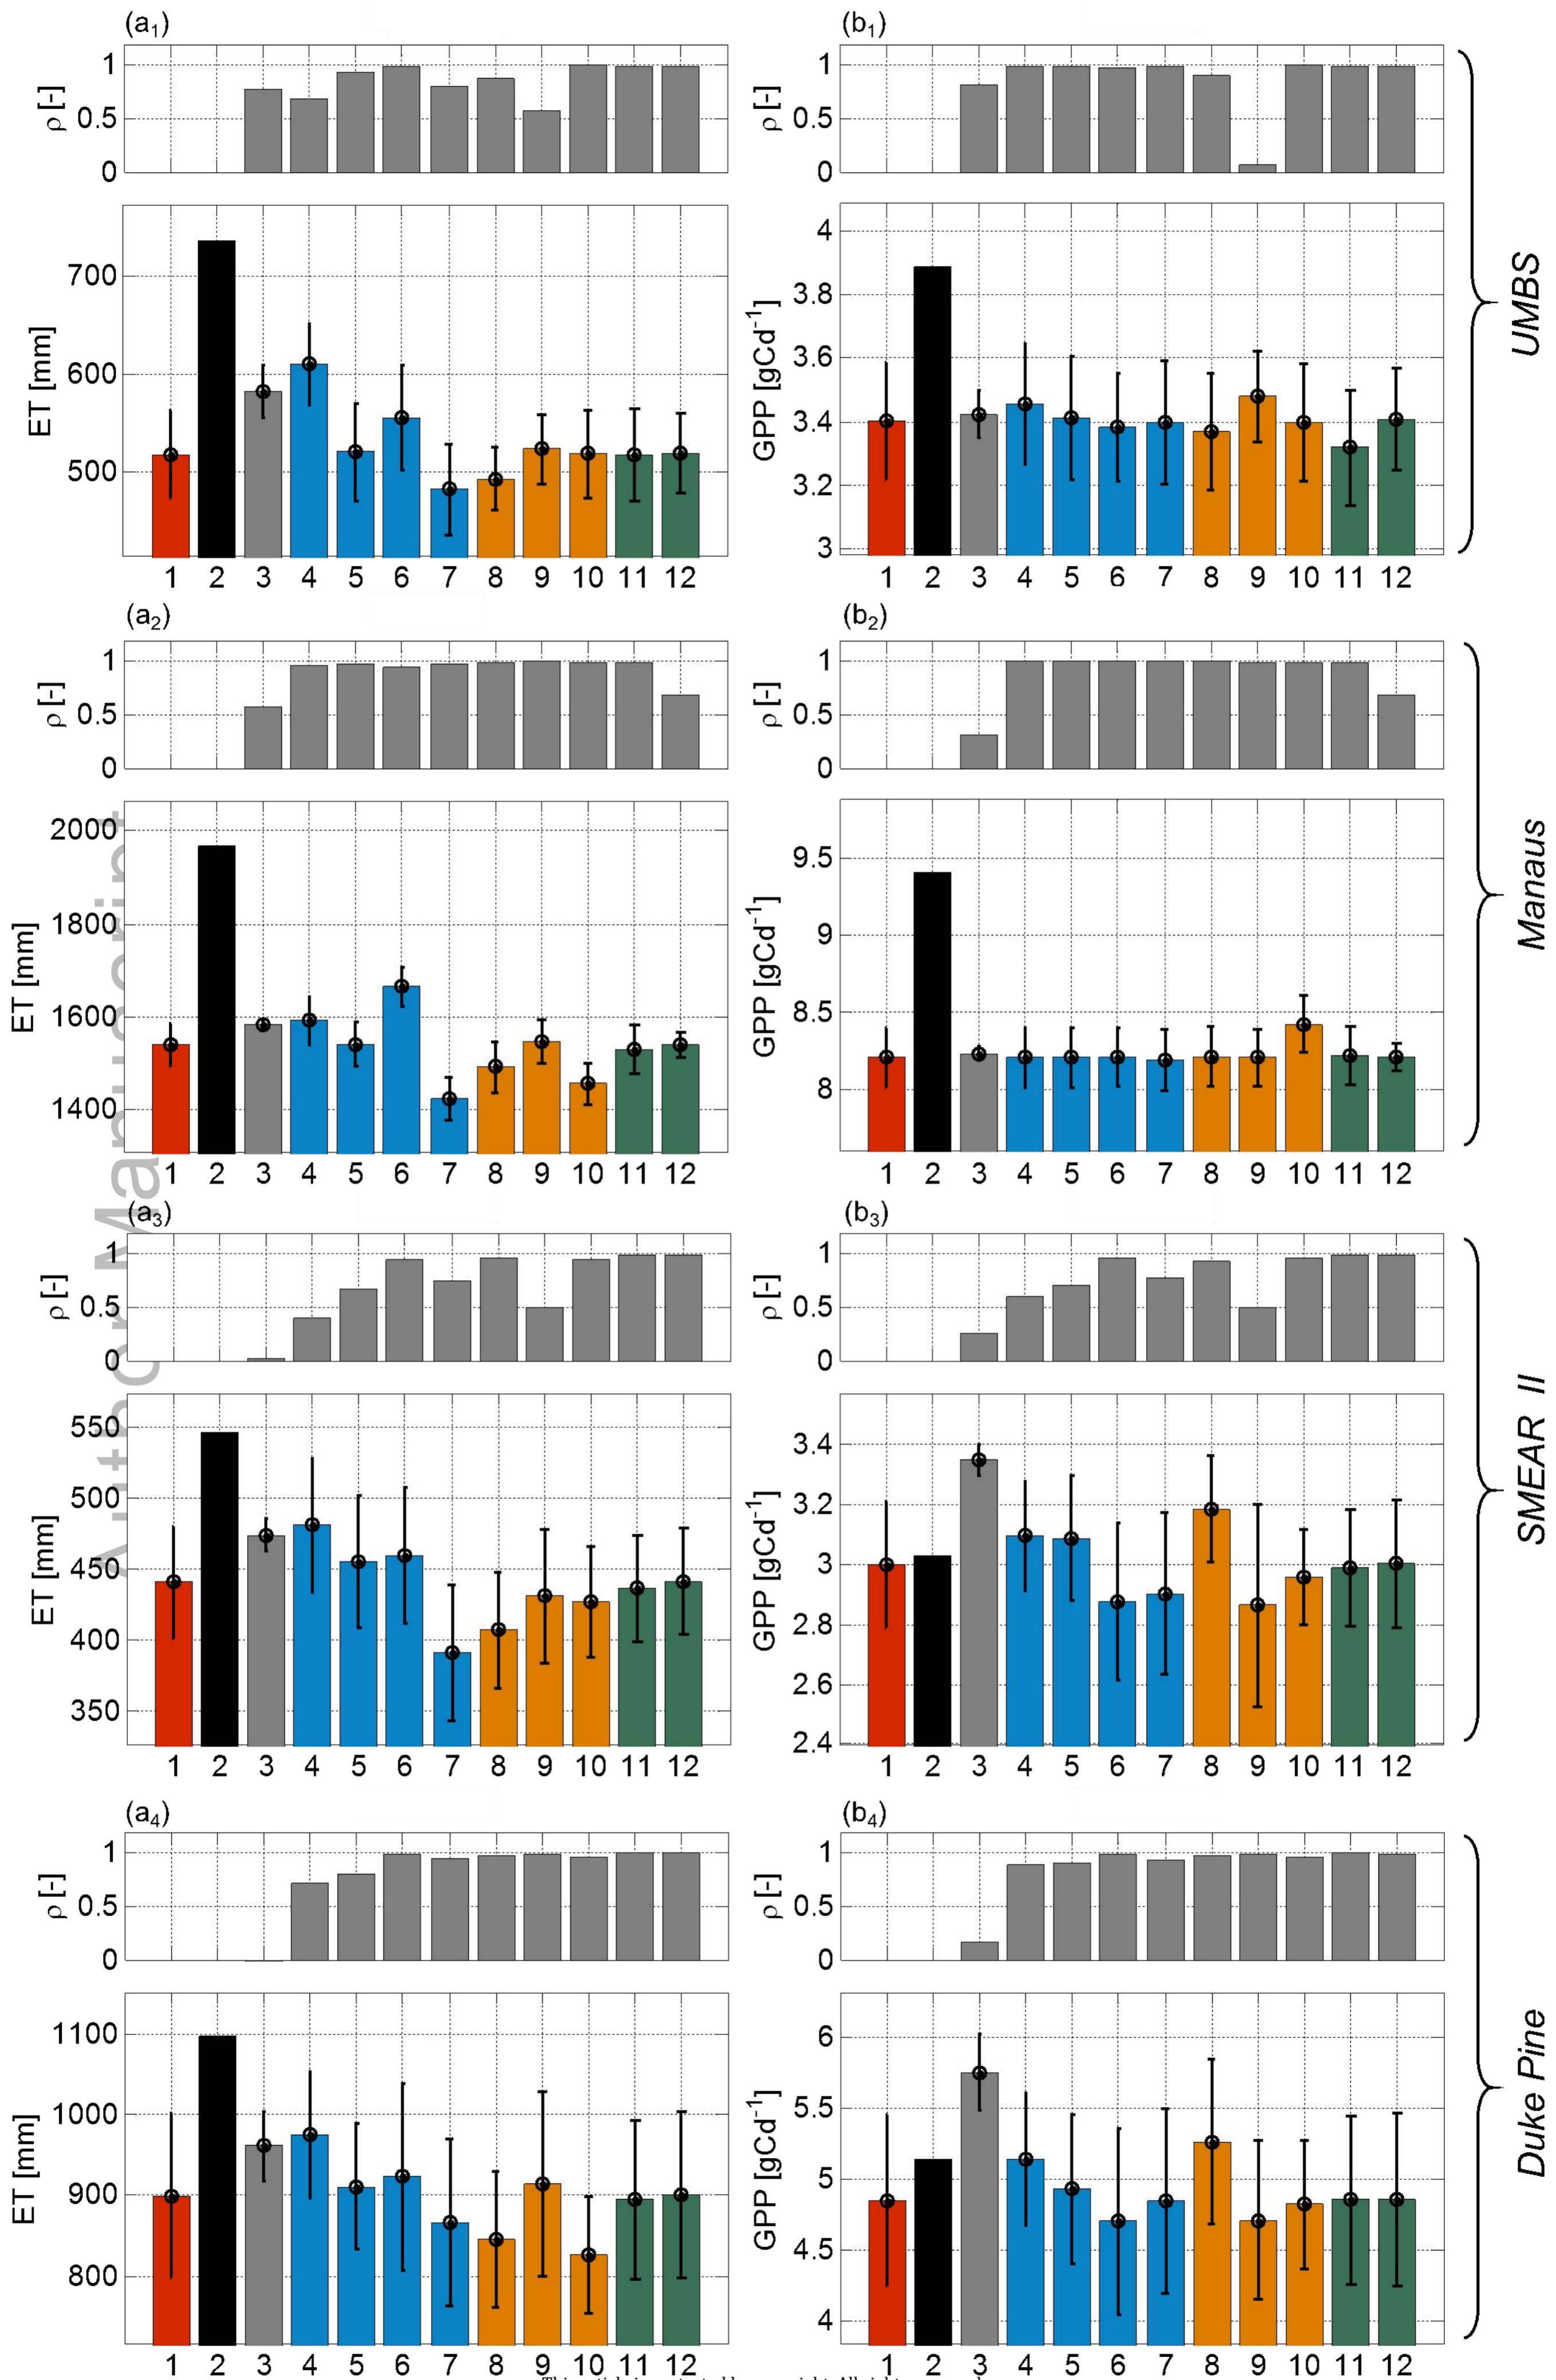 (a1)
ρ [-]
1
0.5
0
ET [mm]
700
600
500
1 2 3 4 5 6 7 8 9 10 11 12
(b1)
ρ [-]
1
0.5
0
GPP [gCd-1]
4
3.8
3.6
3.4
3.2
3
1 2 3 4 5 6 7 8 9 10 11 12
UMBS
(a2)
ρ [-]
1
0.5
0
ET [mm]
2000
1800
1600
1400
1 2 3 4 5 6 7 8 9 10 11 12
(b2)
ρ [-]
1
0.5
0
GPP [gCd-1]
9.5
9
8.5
8
1 2 3 4 5 6 7 8 9 10 11 12
Manaus
(a3)
ρ [-]
1
0.5
0
ET [mm]
550
500
450
400
350
1 2 3 4 5 6 7 8 9 10 11 12
(b3)
ρ [-]
1
0.5
0
GPP [gCd-1]
3.4
3.2
3
2.8
2.6
2.4
1 2 3 4 5 6 7 8 9 10 11 12
SMEAR II
(a4)
ρ [-]
1
0.5
0
ET [mm]
1100
1000
900
800
1 2 3 4 5 6 7 8 9 10 11 12
(b4)
ρ [-]
1
0.5
0
GPP [gCd-1]
6
5.5
5
4.5
4
1 2 3 4 5 6 7 8 9 10 11 12
Duke Pine
Author Manuscript